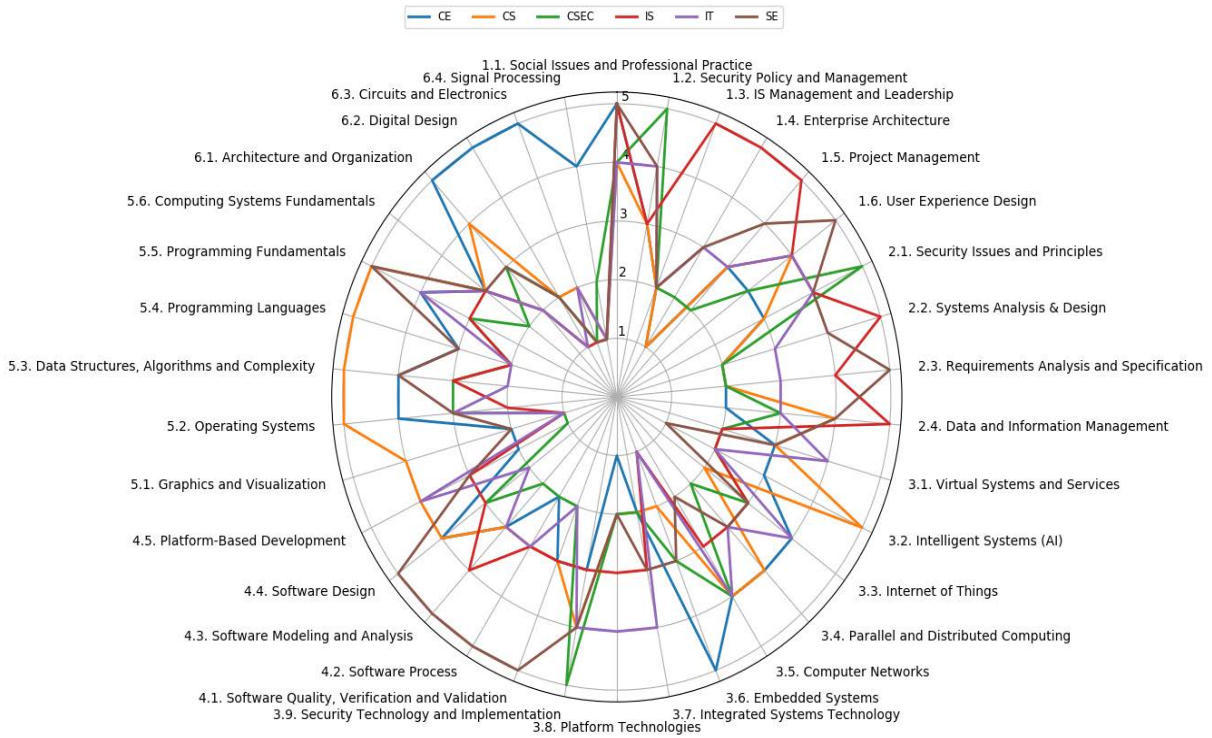 CE CS CSEC IS IT SE
1.1. Social Issues and Professional Practice
6.4. Signal Processing
1.2. Security Policy and Management
6.3. Circuits and Electronics
1.3. IS Management and Leadership
6.2. Digital Design
1.4. Enterprise Architecture
6.1. Architecture and Organization
1.5. Project Management
5.6. Computing Systems Fundamentals
1.6. User Experience Design
5.5. Programming Fundamentals
2.1. Security Issues and Principles
5.4. Programming Languages
2.2. Systems Analysis & Design
5.3. Data Structures, Algorithms and Complexity
2.3. Requirements Analysis and Specification
5.2. Operating Systems
2.4. Data and Information Management
5.1. Graphics and Visualization
3.1. Virtual Systems and Services
4.5. Platform-Based Development
3.2. Intelligent Systems (AI)
4.4. Software Design
3.3. Internet of Things
4.3. Software Modeling and Analysis
3.4. Parallel and Distributed Computing
4.2. Software Process
3.5. Computer Networks
4.1. Software Quality, Verification and Validation
3.6. Embedded Systems
3.9. Security Technology and Implementation
3.7. Integrated Systems Technology
3.8. Platform Technologies
5
4
3
2
1